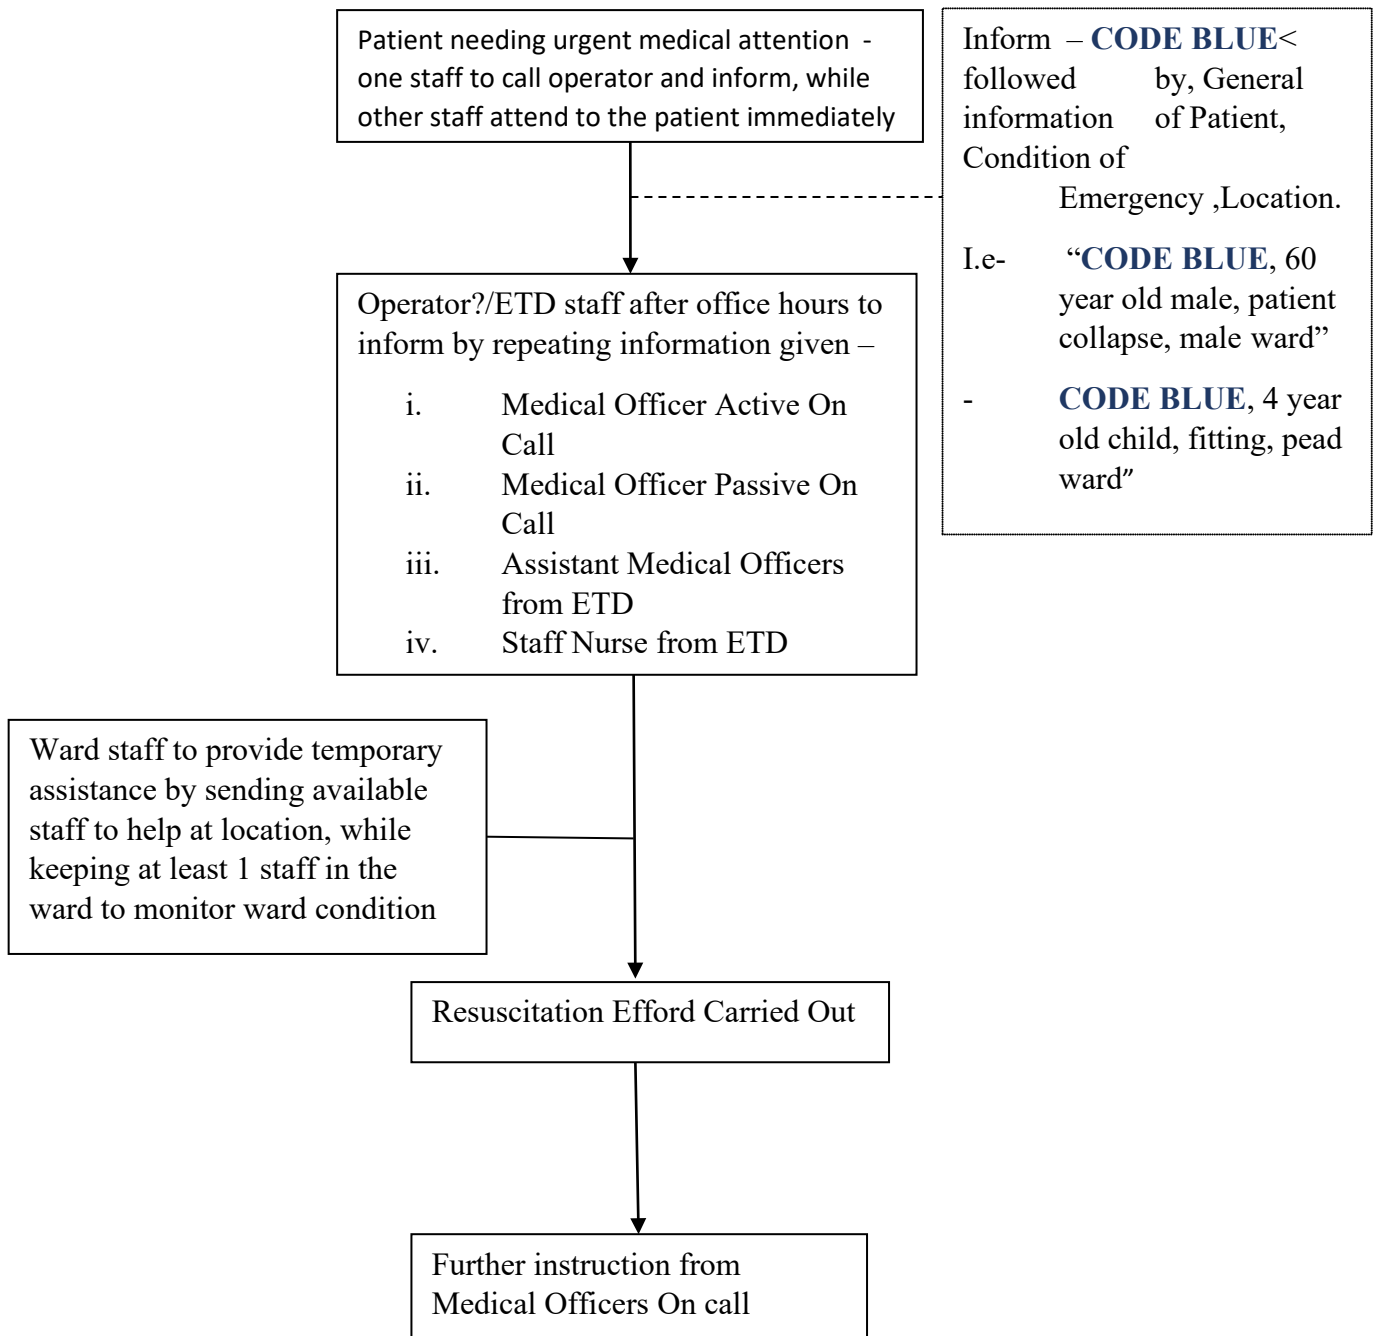 Patient needing urgent medical attention -
one staff to call operator and inform, while
other staff attend to the patient immediately
Inform – CODE BLUE<
followed by, General
information of Patient,
Condition of
Emergency ,Location.
I.e- “CODE BLUE, 60
year old male, patient
collapse, male ward”
- CODE BLUE, 4 year
old child, fitting, pead
ward”
Operator?/ETD staff after office hours to
inform by repeating information given –
i. Medical Officer Active On
Call
ii. Medical Officer Passive On
Call
iii. Assistant Medical Officers
from ETD
iv. Staff Nurse from ETD
Ward staff to provide temporary
assistance by sending available
staff to help at location, while
keeping at least 1 staff in the
ward to monitor ward condition
Resuscitation Efford Carried Out
Further instruction from
Medical Officers On call